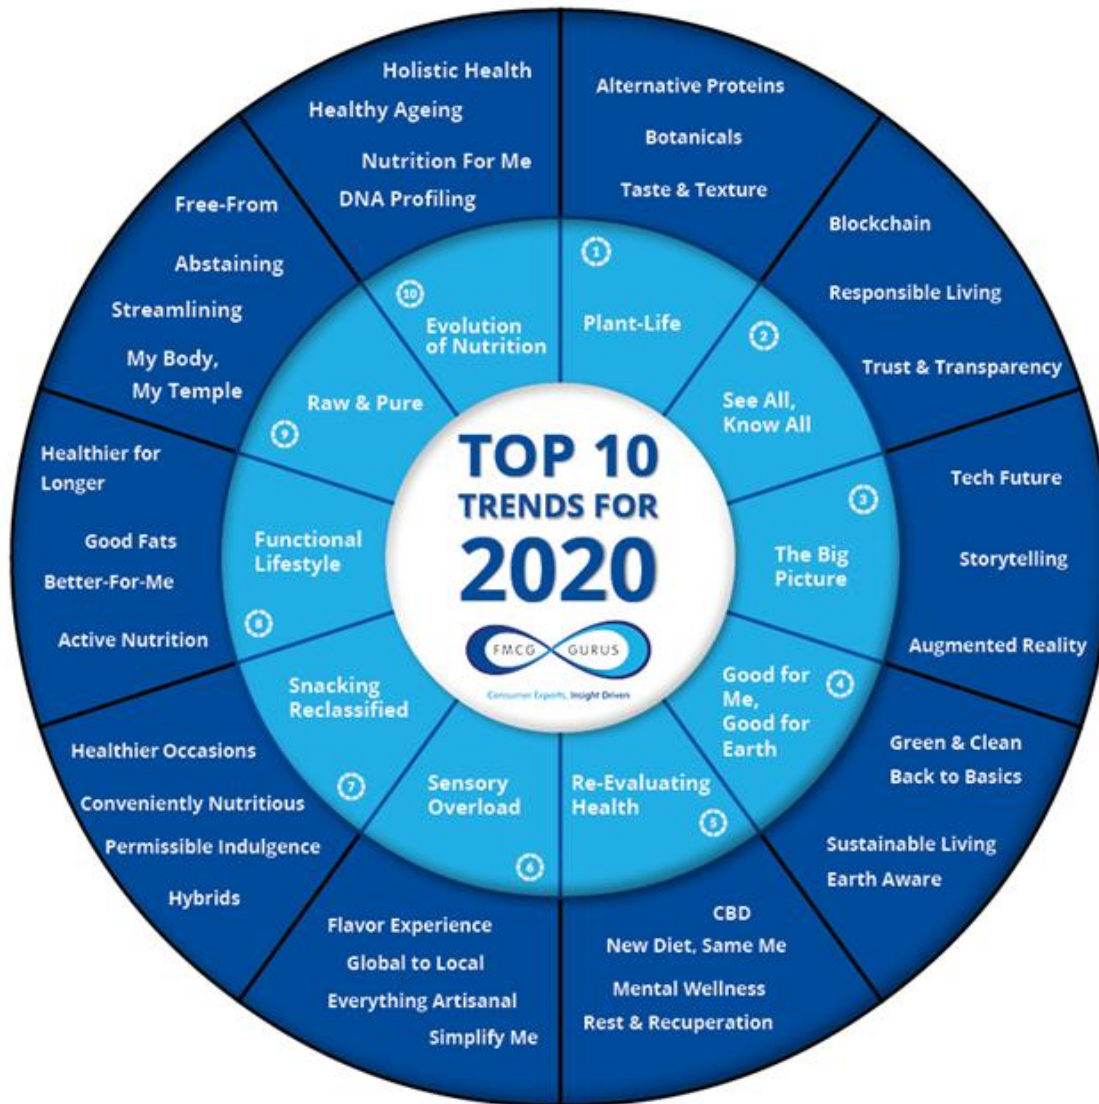 TOP 10
TRENDS FOR
2020
FMCG GURUS
Consumer Experts, Insight Driven
1
Plant-Life
Alternative Proteins
Botanicals
Taste & Texture
2
See All,
Know All
Blockchain
Responsible Living
Trust & Transparency
3
The Big
Picture
Tech Future
Storytelling
Augmented Reality
4
Good for
Me,
Good for
Earth
Green & Clean
Back to Basics
Sustainable Living
Earth Aware
5
Re-Evaluating
Health
CBD
New Diet, Same Me
Mental Wellness
Rest & Recuperation
6
Sensory
Overload
Flavor Experience
Global to Local
Everything Artisanal
Simplify Me
7
Snacking
Reclassified
Healthier Occasions
Conveniently Nutritious
Permissible Indulgence
Hybrids
8
Functional
Lifestyle
Healthier for
Longer
Good Fats
Better-For-Me
Active Nutrition
9
Raw & Pure
Free-From
Abstaining
Streamlining
My Body,
My Temple
10
Evolution
of Nutrition
Holistic Health
Healthy Ageing
Nutrition For Me
DNA Profiling